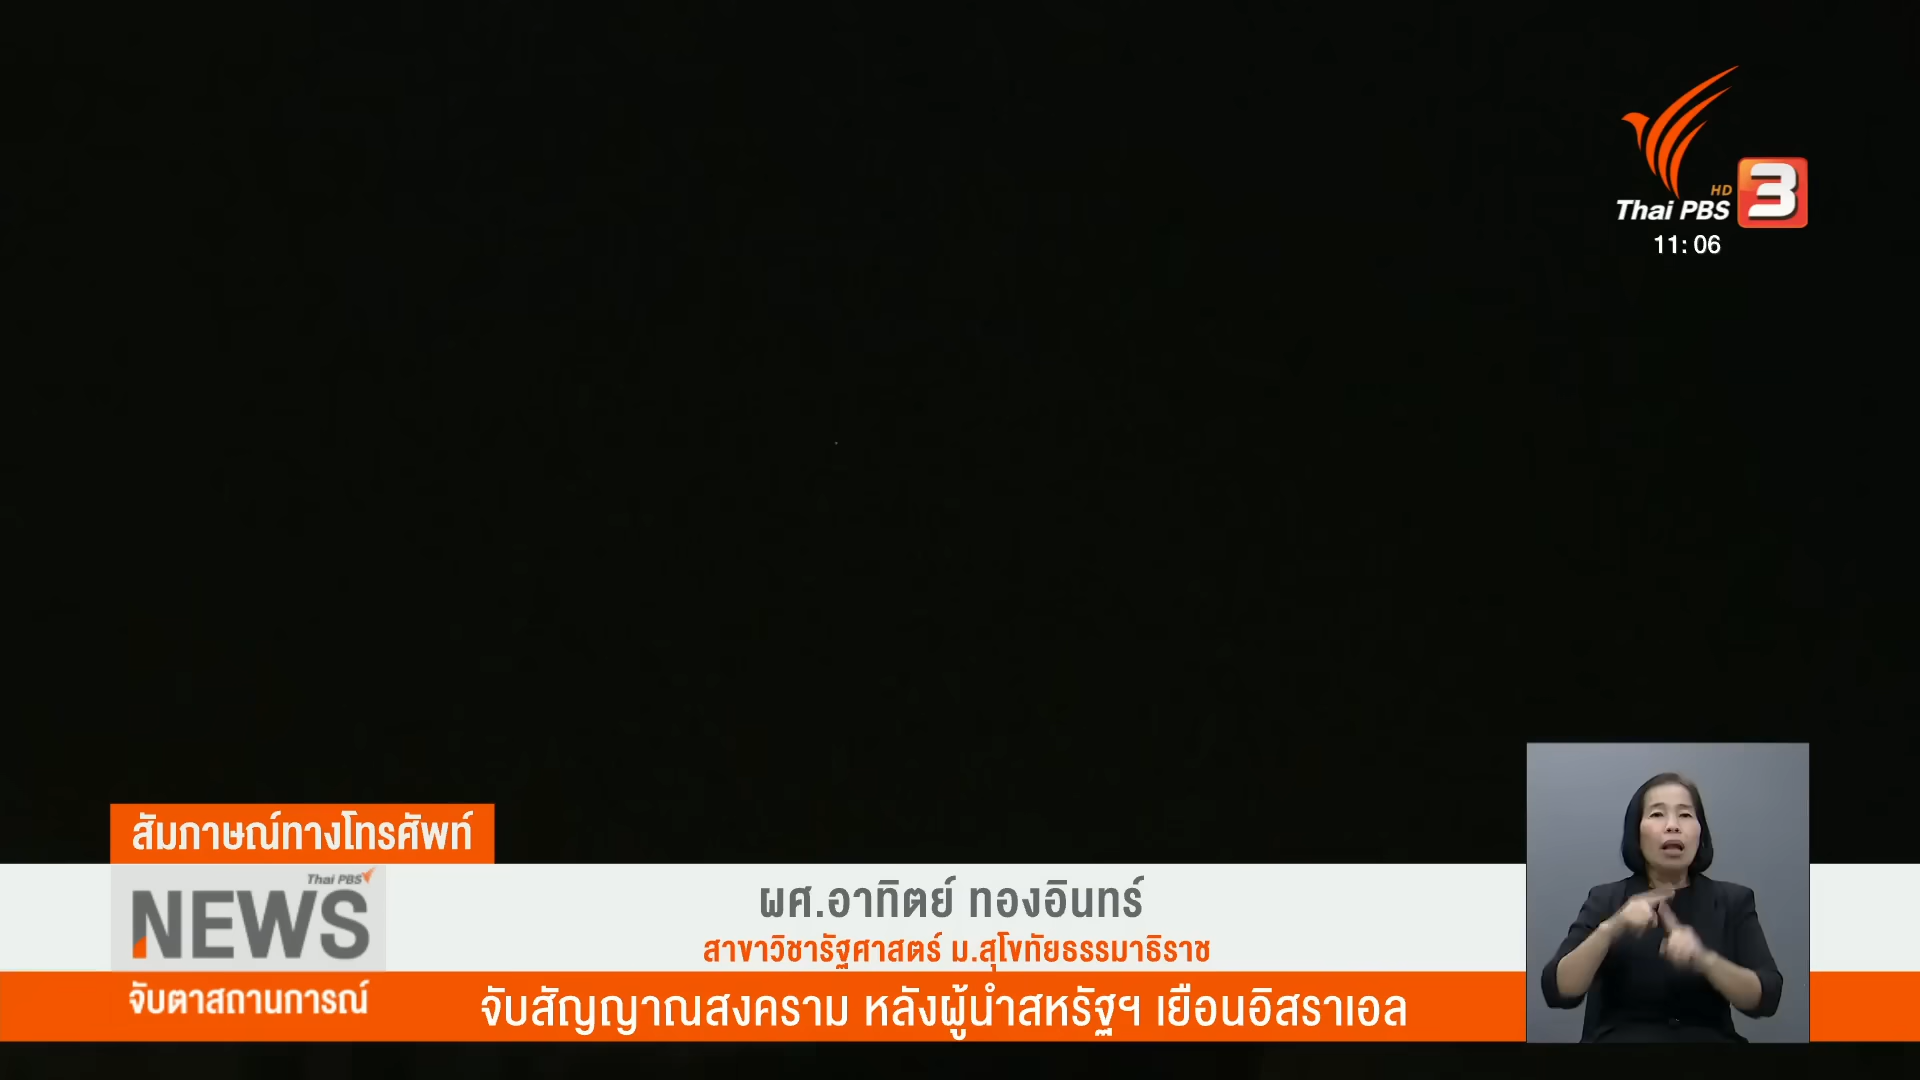 HD
Thai PBS 3
11:06
สัมภาษณ์ทางโทรศัพท์
Thai PBS
NEWS
ผศ.อาทิตย์ ทองอินทร์
สาขาวิชารัฐศาสตร์ ม.สุโขทัยธรรมาธิราช
จับตาสถานการณ์
จับสัญญาณสงคราม หลังผู้นำสหรัฐฯ เยือนอิสราเอล